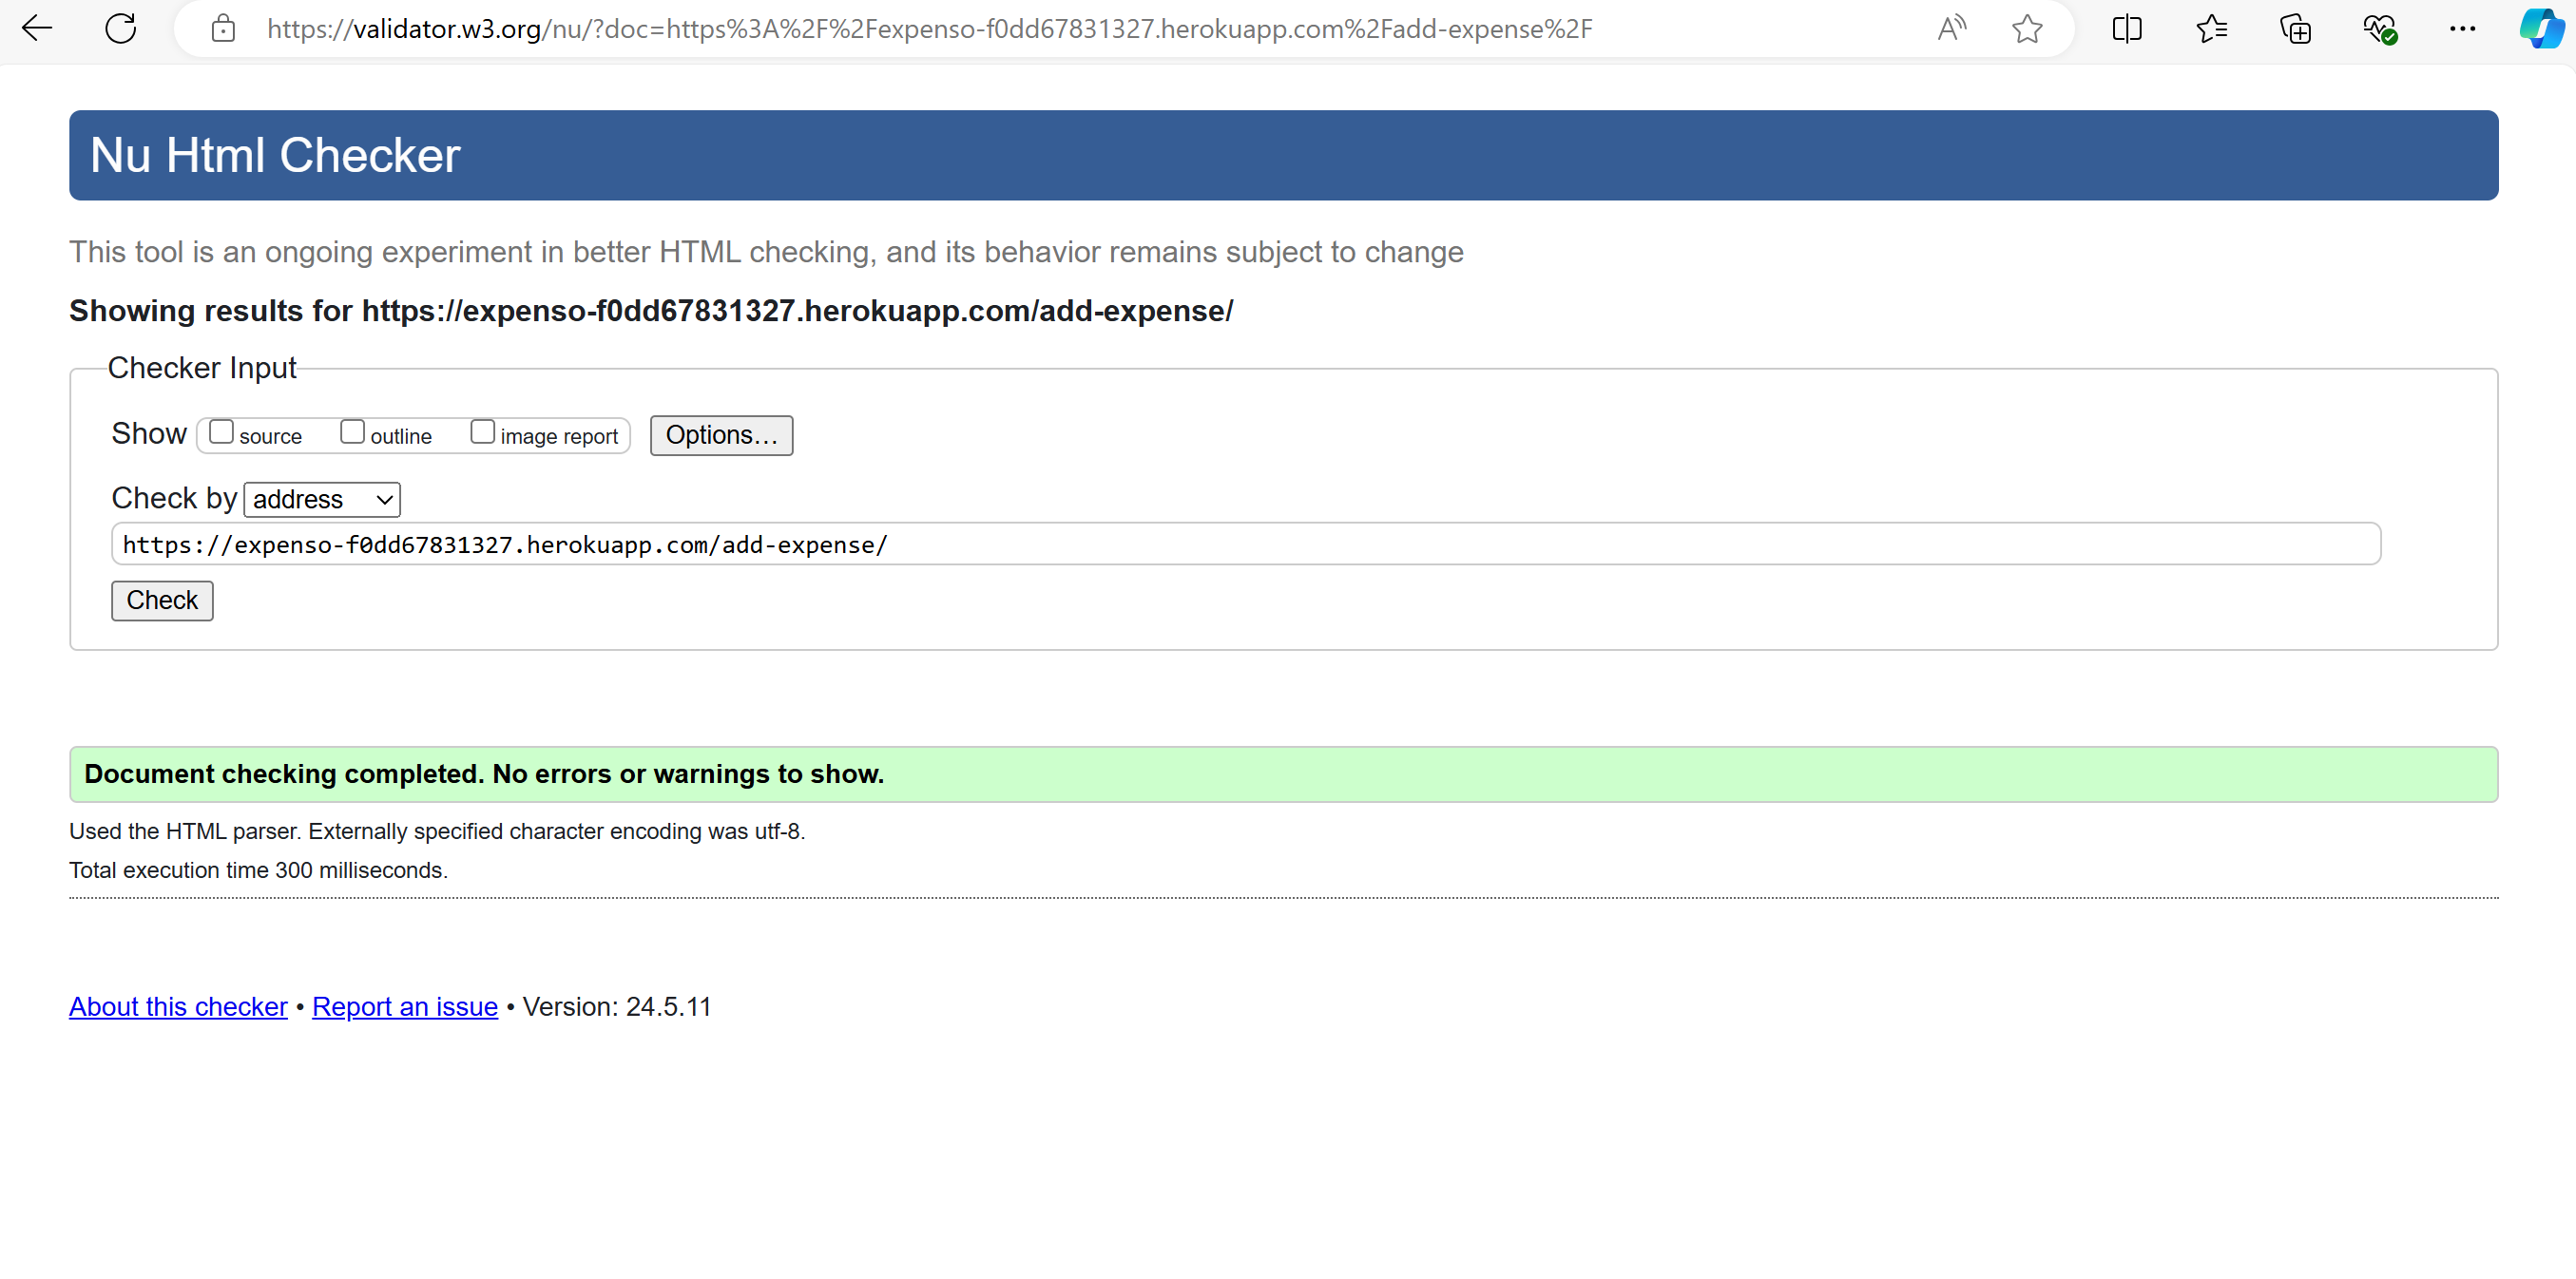 https://validator.w3.org/nu/?doc=https%3A%2F%2Fexpenso-f0dd67831327.herokuapp.com%2Fadd-expense%2F
Nu Html Checker
This tool is an ongoing experiment in better HTML checking, and its behavior remains subject to change
Showing results for https://expenso-f0dd67831327.herokuapp.com/add-expense/
Checker Input
Show source outline image report Options...
Check by address
https://expenso-f0dd67831327.herokuapp.com/add-expense/
Check
Document checking completed. No errors or warnings to show.
Used the HTML parser. Externally specified character encoding was utf-8.
Total execution time 300 milliseconds.
About this checker • Report an issue • Version: 24.5.11